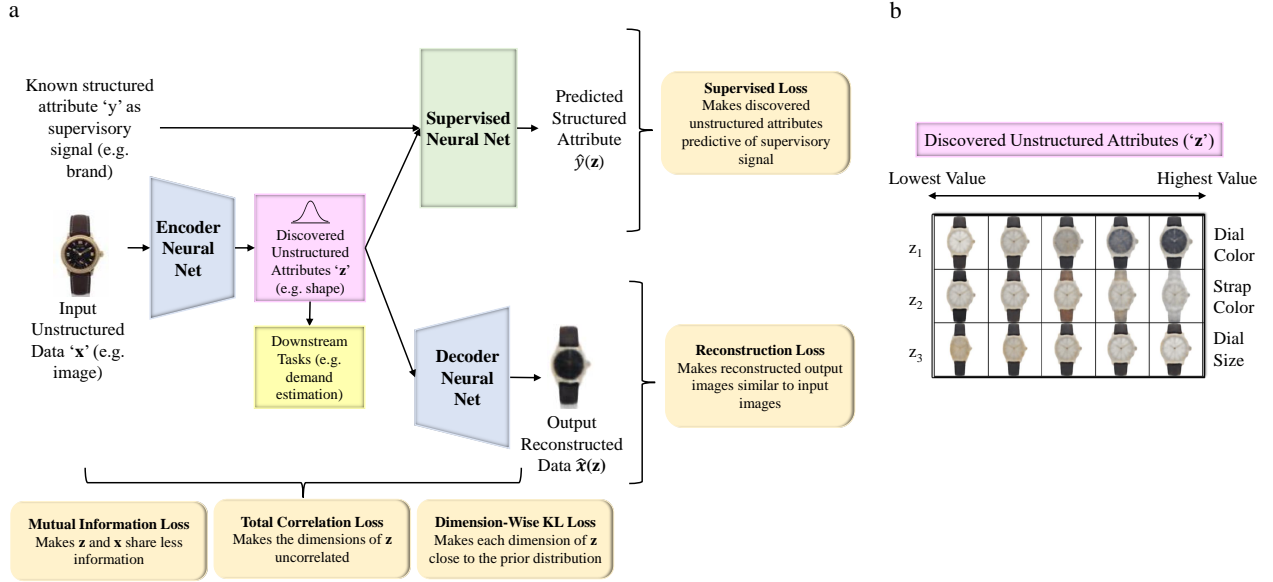 a
Known structured
attribute ‘y’ as
supervisory
signal (e.g.
brand)
Supervised
Neural Net
Predicted
Structured
Attribute
ŷ(z)
Supervised Loss
Makes discovered
unstructured attributes
predictive of supervisory
signal
Input
Unstructured
Data ‘x’ (e.g.
image)
Encoder
Neural
Net
Discovered
Unstructured
Attributes ‘z’
(e.g. shape)
Downstream
Tasks (e.g.
demand
estimation)
Decoder
Neural
Net
Output
Reconstructed
Data x̂(z)
Reconstruction Loss
Makes reconstructed output
images similar to input
images
Mutual Information Loss
Makes z and x share less
information
Total Correlation Loss
Makes the dimensions of z
uncorrelated
Dimension-Wise KL Loss
Makes each dimension of z
close to the prior distribution
b
Discovered Unstructured Attributes (‘z’)
Lowest Value Highest Value
z₁ Dial
Color
z₂ Strap
Color
z₃ Dial
Size